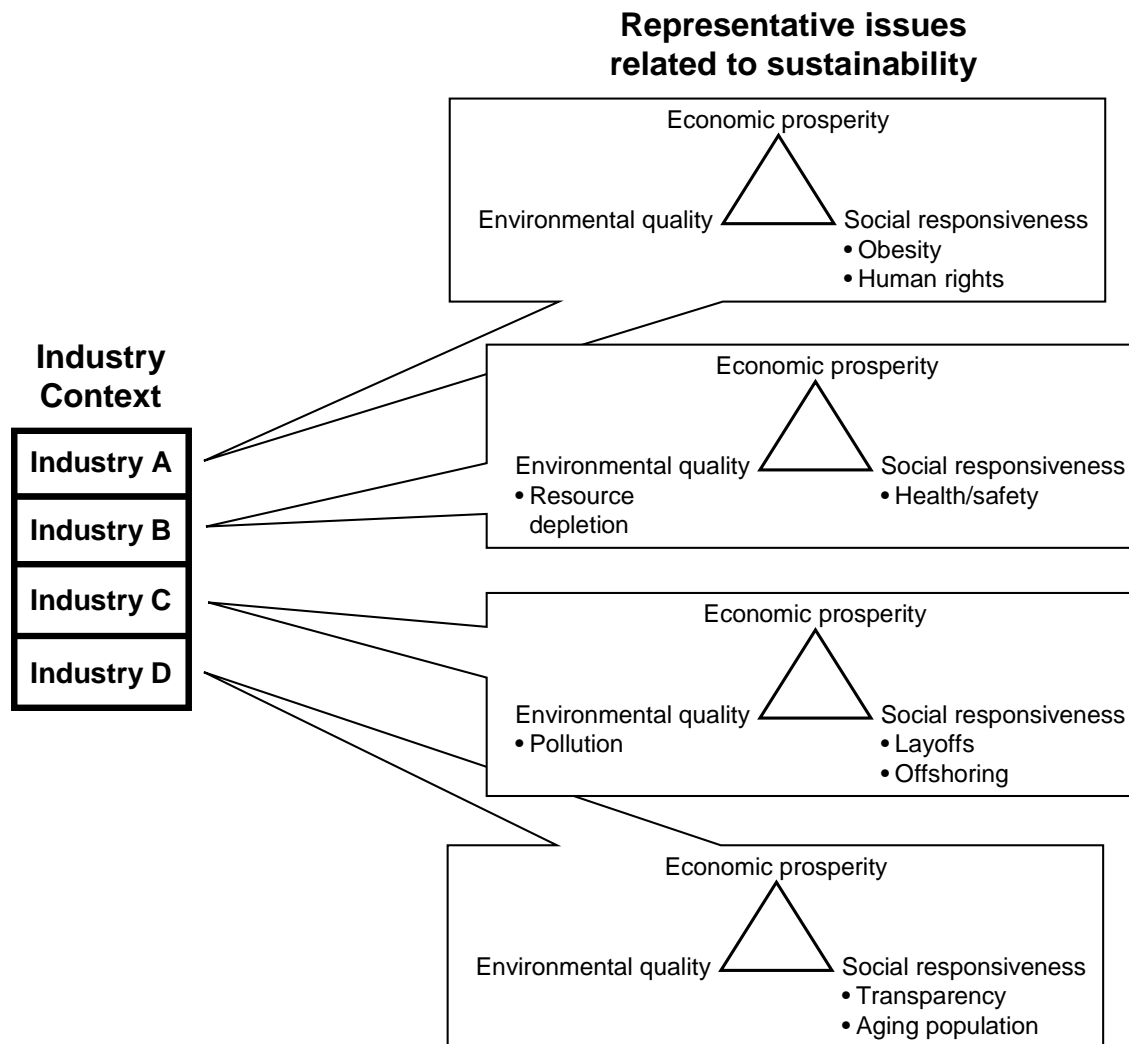 Representative issues
related to sustainability
Economic prosperity
Environmental quality
Social responsiveness
• Obesity
• Human rights
Industry
Context
Industry A
Industry B
Industry C
Industry D
Economic prosperity
Environmental quality
• Resource
depletion
Social responsiveness
• Health/safety
Economic prosperity
Environmental quality
• Pollution
Social responsiveness
• Layoffs
• Offshoring
Economic prosperity
Environmental quality
Social responsiveness
• Transparency
• Aging population